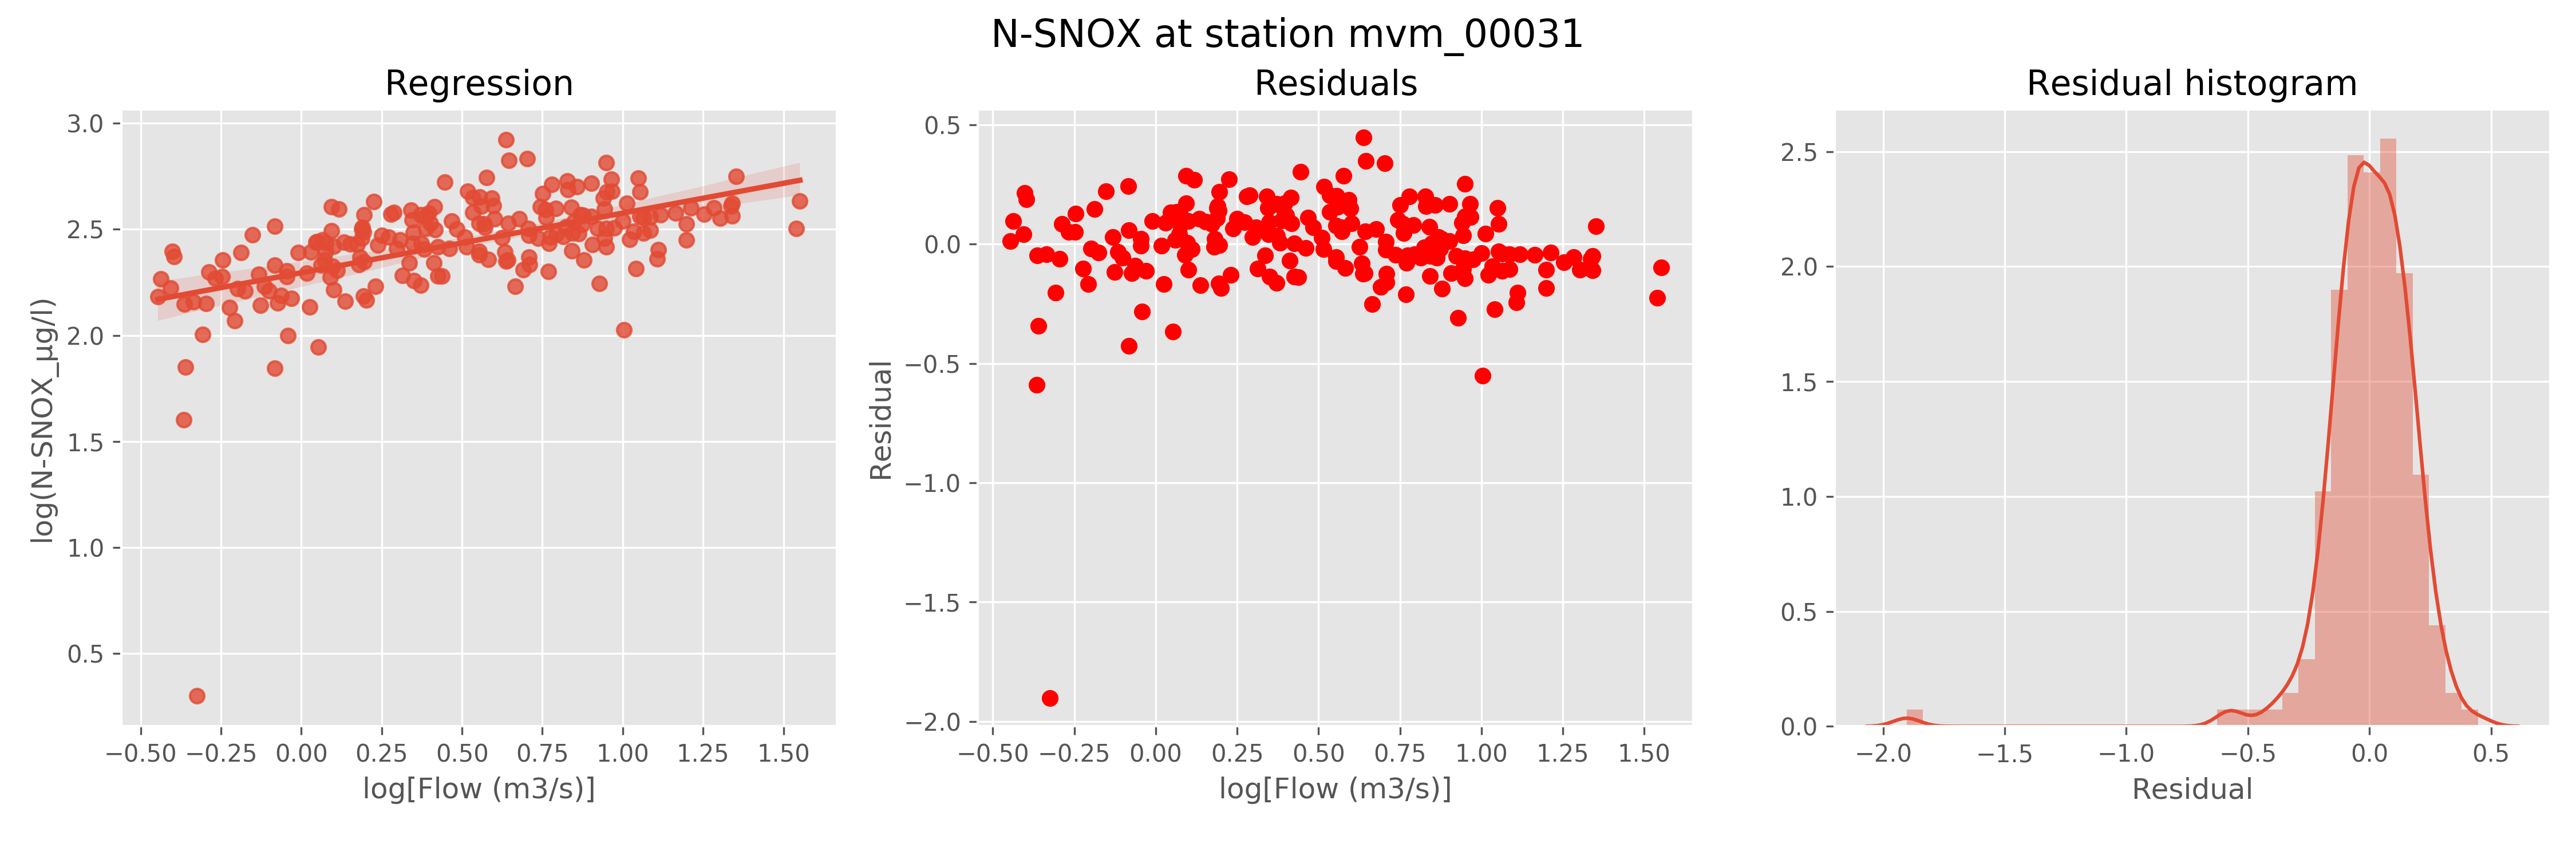 N-SNOX at station mvm_00031
Regression
Residuals
Residual histogram
3.0
2.5
2.0
1.5
1.0
0.5
log(N-SNOX_µg/l)
−0.50 −0.25 0.00 0.25 0.50 0.75 1.00 1.25 1.50
log[Flow (m3/s)]
0.5
0.0
−0.5
−1.0
−1.5
−2.0
Residual
−0.50 −0.25 0.00 0.25 0.50 0.75 1.00 1.25 1.50
log[Flow (m3/s)]
2.5
2.0
1.5
1.0
0.5
0.0
−2.0 −1.5 −1.0 −0.5 0.0 0.5
Residual